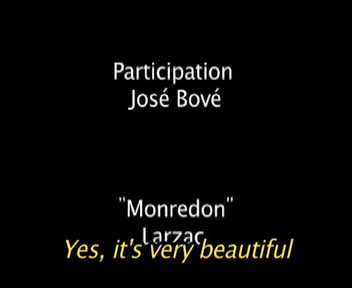 Participation
José Bové
"Monredon"
Larzac
Yes, it's very beautiful